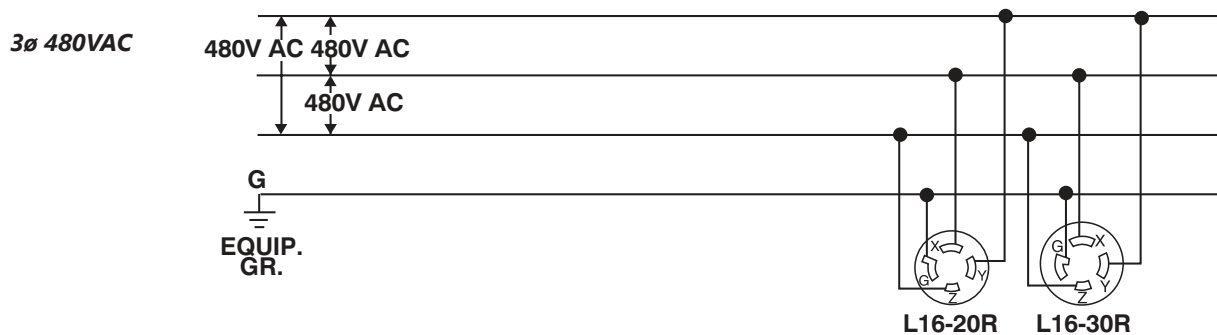 3ø 480VAC
480V AC 480V AC
480V AC
G
EQUIP.
GR.
X
G
Y
Z
G
X
Y
Z
L16-20R L16-30R